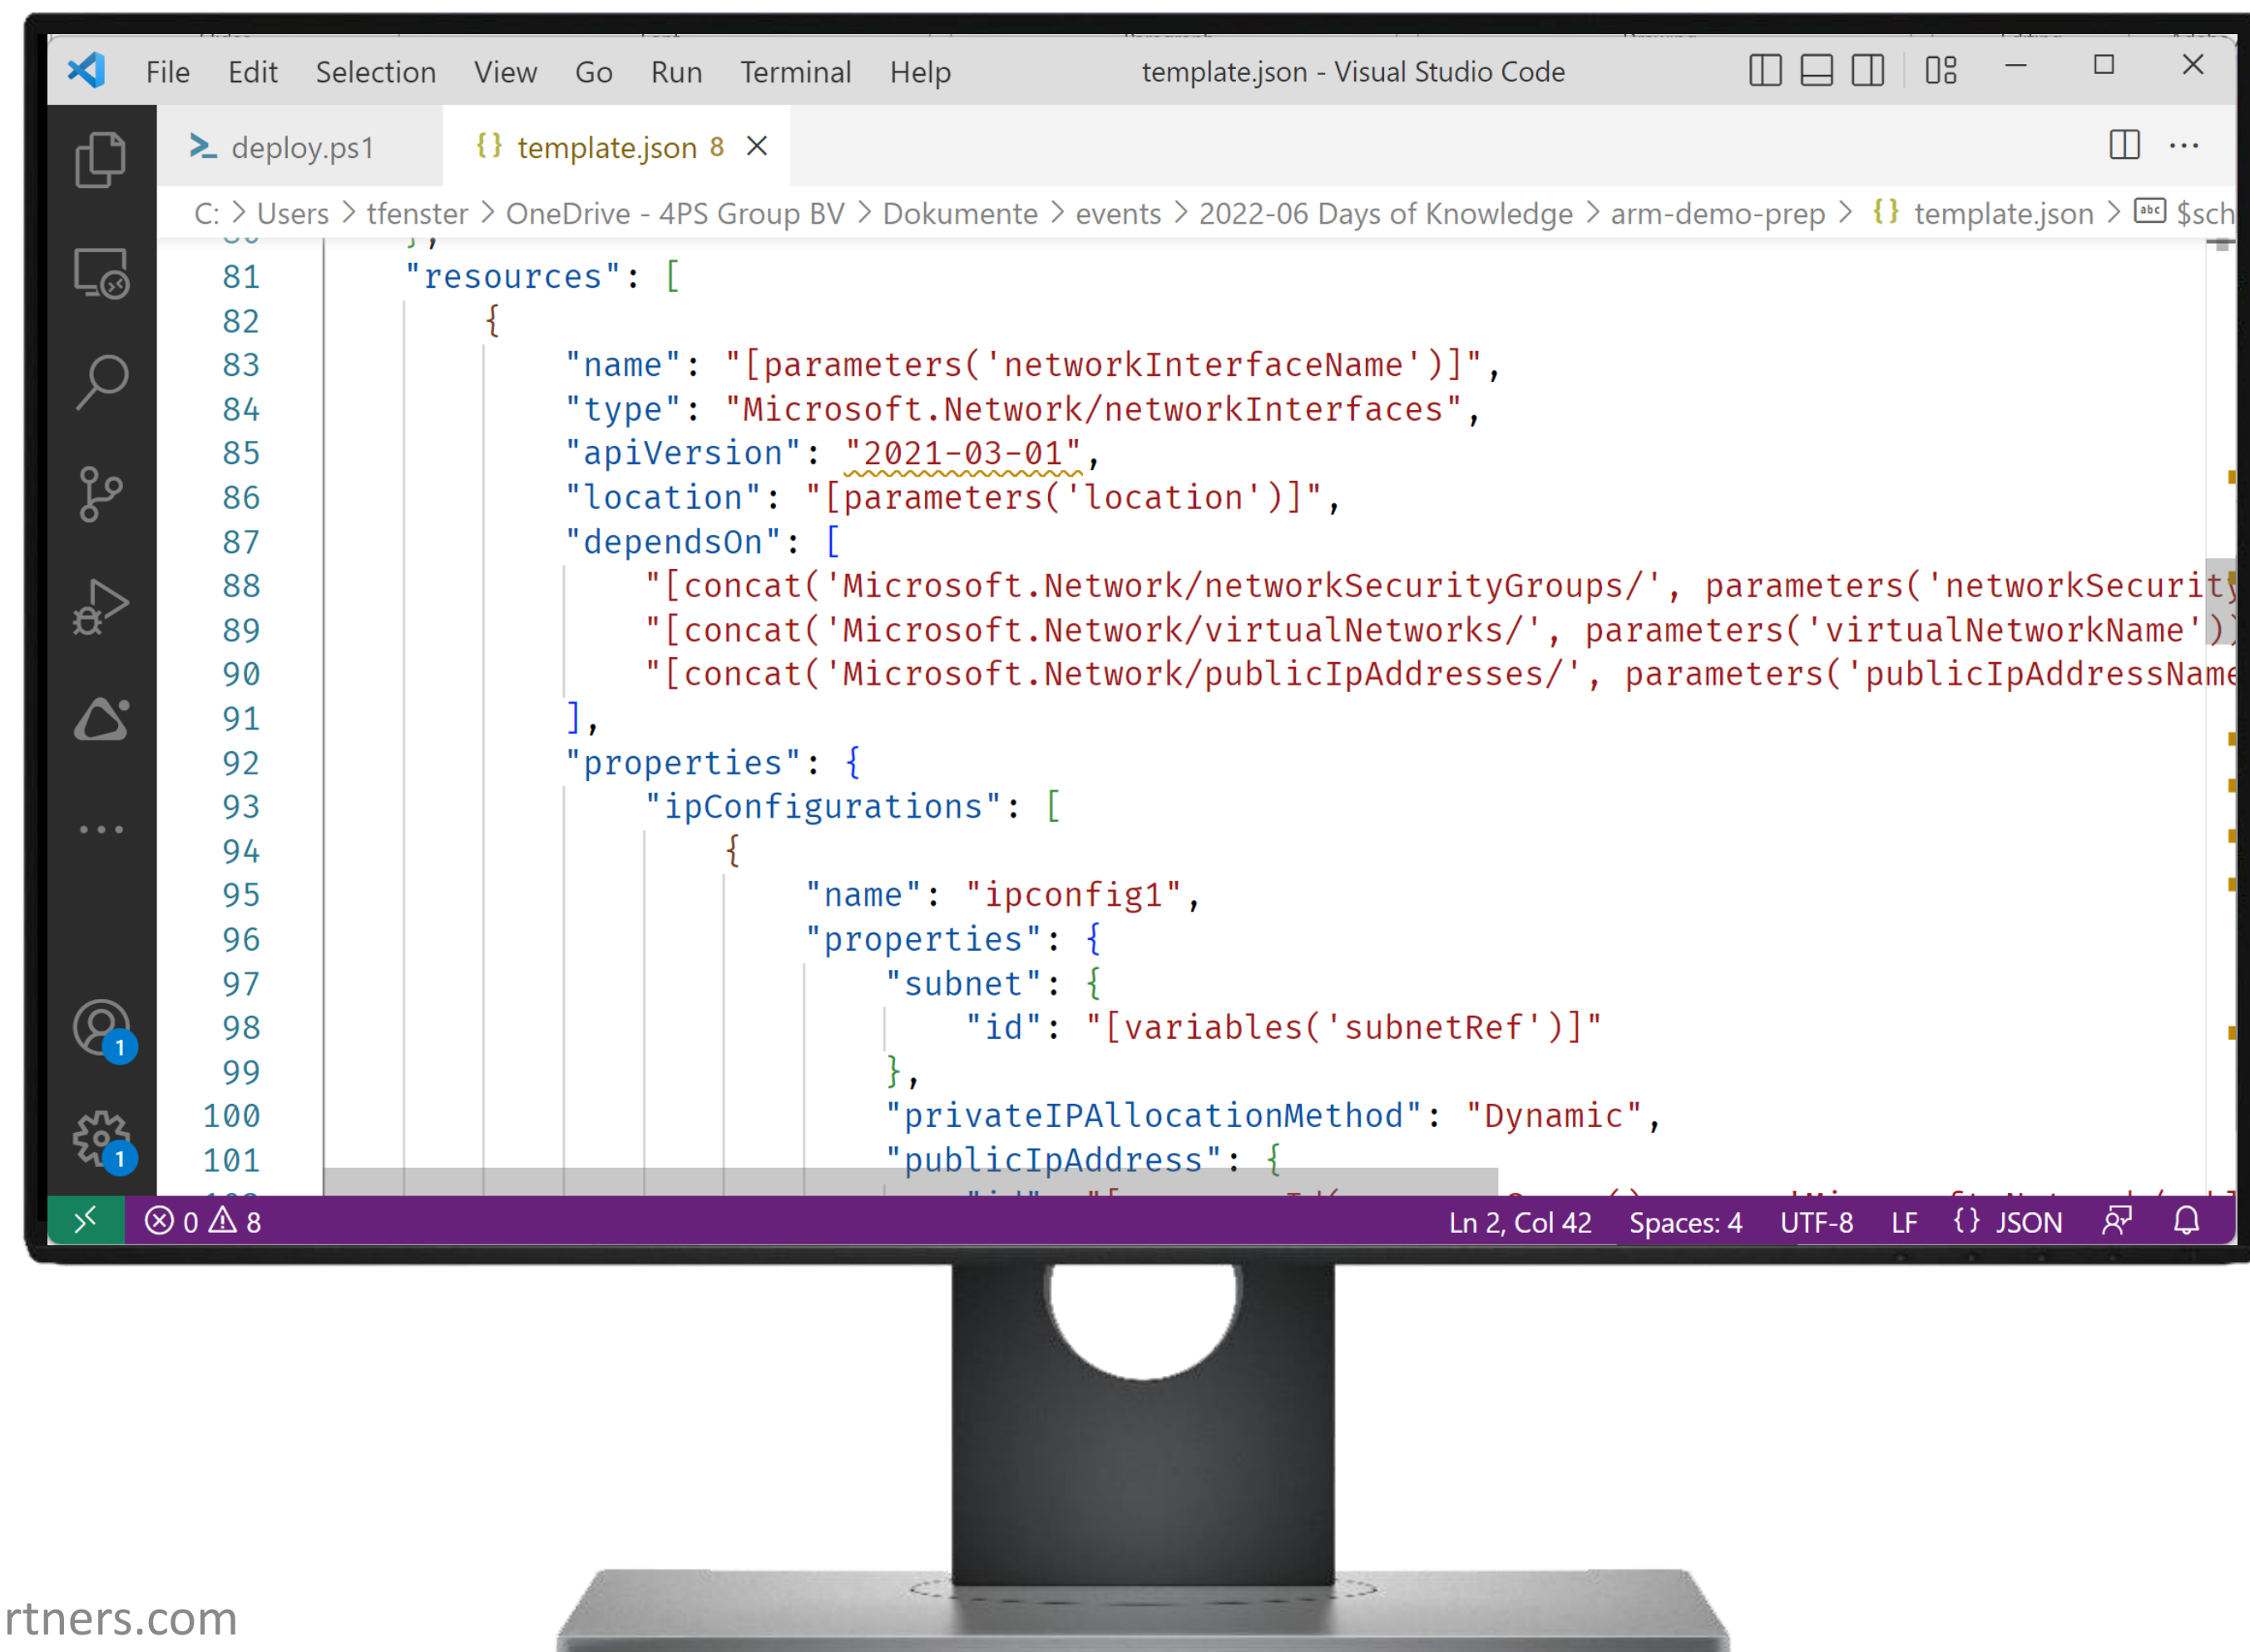 File Edit Selection View Go Run Terminal Help template.json - Visual Studio Code
deploy.ps1 {} template.json 8
C: > Users > tfenster > OneDrive - 4PS Group BV > Dokumente > events > 2022-06 Days of Knowledge > arm-demo-prep > {} template.json > abc $sch
81 "resources": [
82 {
83 "name": "[parameters('networkInterfaceName')]",
84 "type": "Microsoft.Network/networkInterfaces",
85 "apiVersion": "2021-03-01",
86 "location": "[parameters('location')]",
87 "dependsOn": [
88 "[concat('Microsoft.Network/networkSecurityGroups/', parameters('networkSecurity
89 "[concat('Microsoft.Network/virtualNetworks/', parameters('virtualNetworkName'))
90 "[concat('Microsoft.Network/publicIpAddresses/', parameters('publicIpAddressName
91 ],
92 "properties": {
93 "ipConfigurations": [
94 {
95 "name": "ipconfig1",
96 "properties": {
97 "subnet": {
98 "id": "[variables('subnetRef')]"
99 },
100 "privateIPAllocationMethod": "Dynamic",
101 "publicIpAddress": {
1
1
0 8 Ln 2, Col 42 Spaces: 4 UTF-8 LF {} JSON
rtners.com